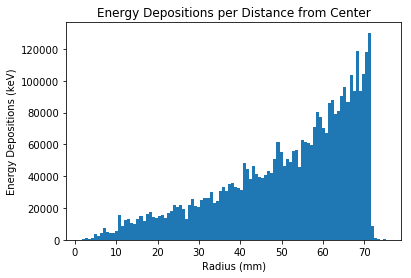 Energy Depositions per Distance from Center
Energy Depositions (keV)
120000
100000
80000
60000
40000
20000
0
0 10 20 30 40 50 60 70
Radius (mm)